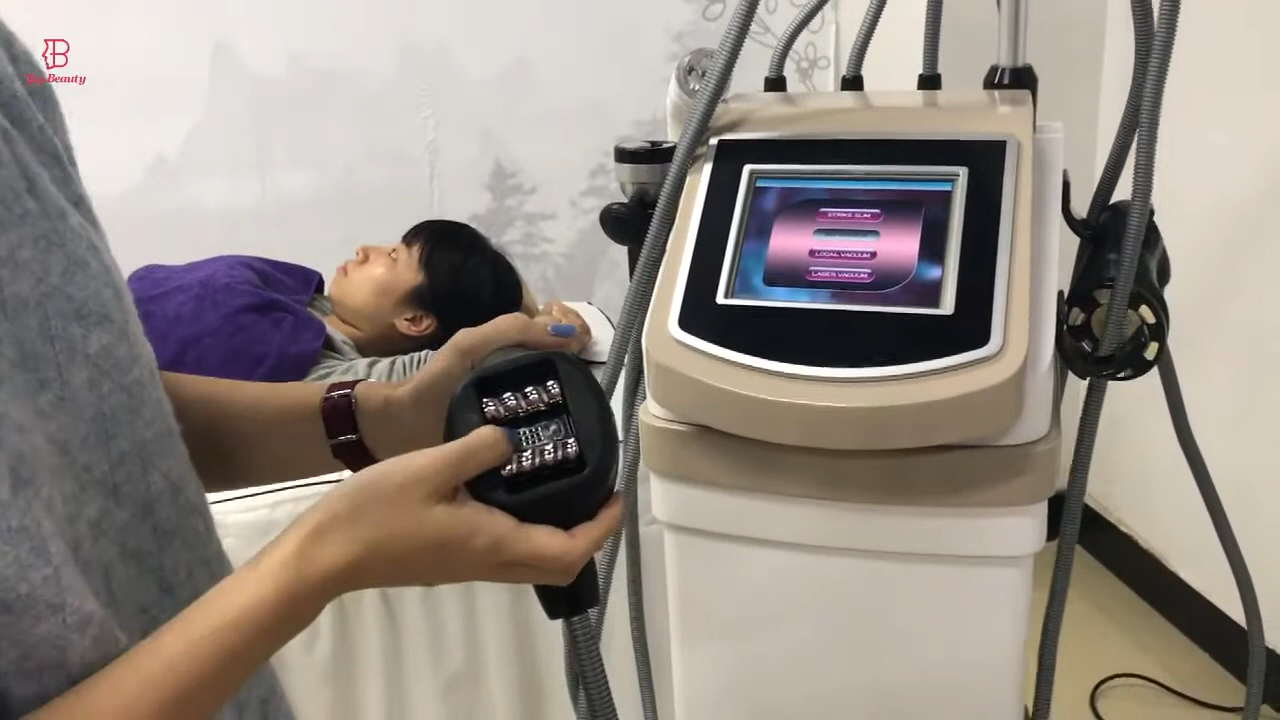 B
Beauty
STRIKE SLIM
LOCAL VACUUM
LASER VACUUM